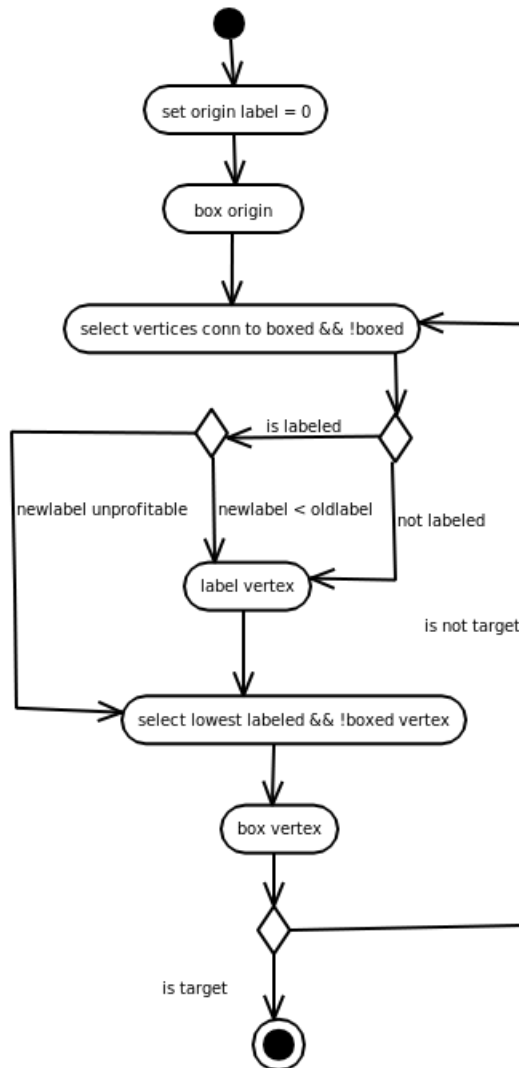 set origin label = 0
box origin
select vertices conn to boxed && !boxed
is labeled
newlabel unprofitable
newlabel < oldlabel
not labeled
label vertex
is not target
select lowest labeled && !boxed vertex
box vertex
is target